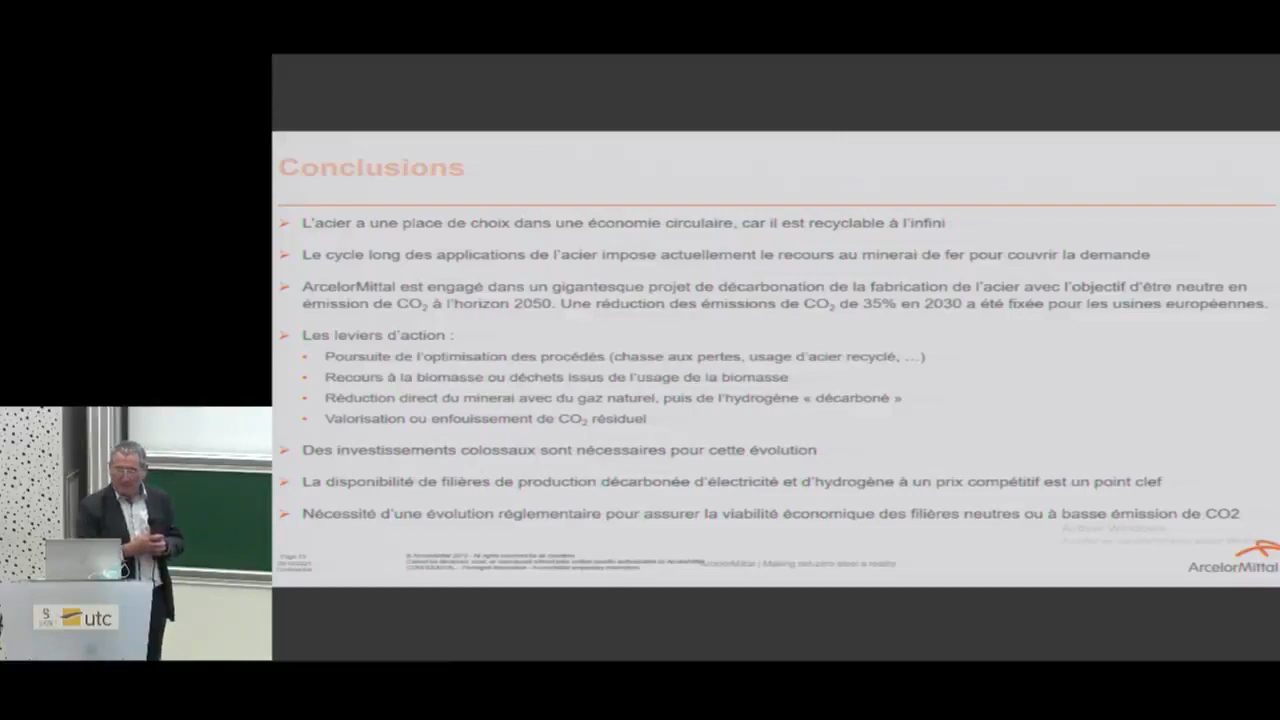 Conclusions
L'acier a une place de choix dans une économie circulaire, car il est recyclable à l'infini
Le cycle long des applications de l'acier impose actuellement le recours au minerai de fer pour couvrir la demande
ArcelorMittal est engagé dans un gigantesque projet de décarbonation de la fabrication de l'acier avec l'objectif d'être neutre en
émission de CO₂ à l'horizon 2050. Une réduction des émissions de CO₂ de 35% en 2030 a été fixée pour les usines européennes.
Les leviers d'action :
Poursuite de l'optimisation des procédés (chasse aux pertes, usage d'acier recyclé, …)
Recours à la biomasse ou déchets issus de l'usage de la biomasse
Réduction direct du minerai avec du gaz naturel, puis de l'hydrogène « décarboné »
Valorisation ou enfouissement de CO₂ résiduel
Des investissements colossaux sont nécessaires pour cette évolution
La disponibilité de filières de production décarbonée d'électricité et d'hydrogène à un prix compétitif est un point clef
Nécessité d'une évolution réglementaire pour assurer la viabilité économique des filières neutres ou à basse émission de CO2
ArcelorMittal | Making net-zero steel a reality
ArcelorMittal
utc